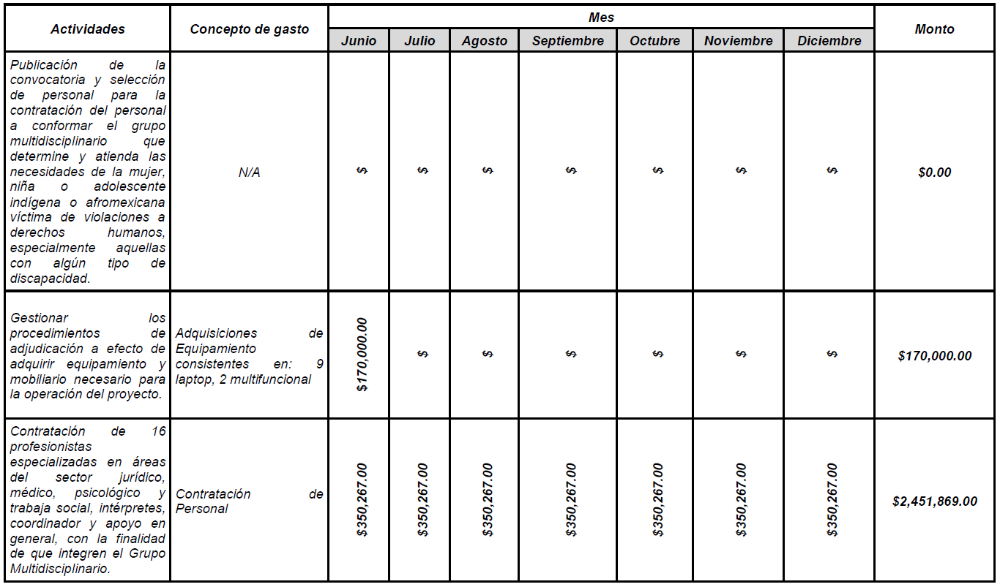 Actividades
Concepto de gasto
Mes
Monto
Junio
Julio
Agosto
Septiembre
Octubre
Noviembre
Diciembre
Publicación de la
convocatoria y selección
de personal para la
contratación del personal
a conformar el grupo
multidisciplinario que
determine y atienda las
necesidades de la mujer,
niña o adolescente
indígena o afromexicana
víctima de violaciones a
derechos humanos,
especialmente aquellas
con algún tipo de
discapacidad.
N/A
$
$
$
$
$
$
$
$0.00
Gestionar los
procedimientos de
adjudicación a efecto de
adquirir equipamiento y
mobiliario necesario para
la operación del proyecto.
Adquisiciones de
Equipamiento
consistentes en: 9
laptop, 2 multifuncional
$170,000.00
$
$
$
$
$
$
$170,000.00
Contratación de 16
profesionistas
especializadas en áreas
del sector jurídico,
médico, psicológico y
trabaja social, intérpretes,
coordinador y apoyo en
general, con la finalidad
de que integren el Grupo
Multidisciplinario.
Contratación de
Personal
$350,267.00
$350,267.00
$350,267.00
$350,267.00
$350,267.00
$350,267.00
$350,267.00
$2,451,869.00